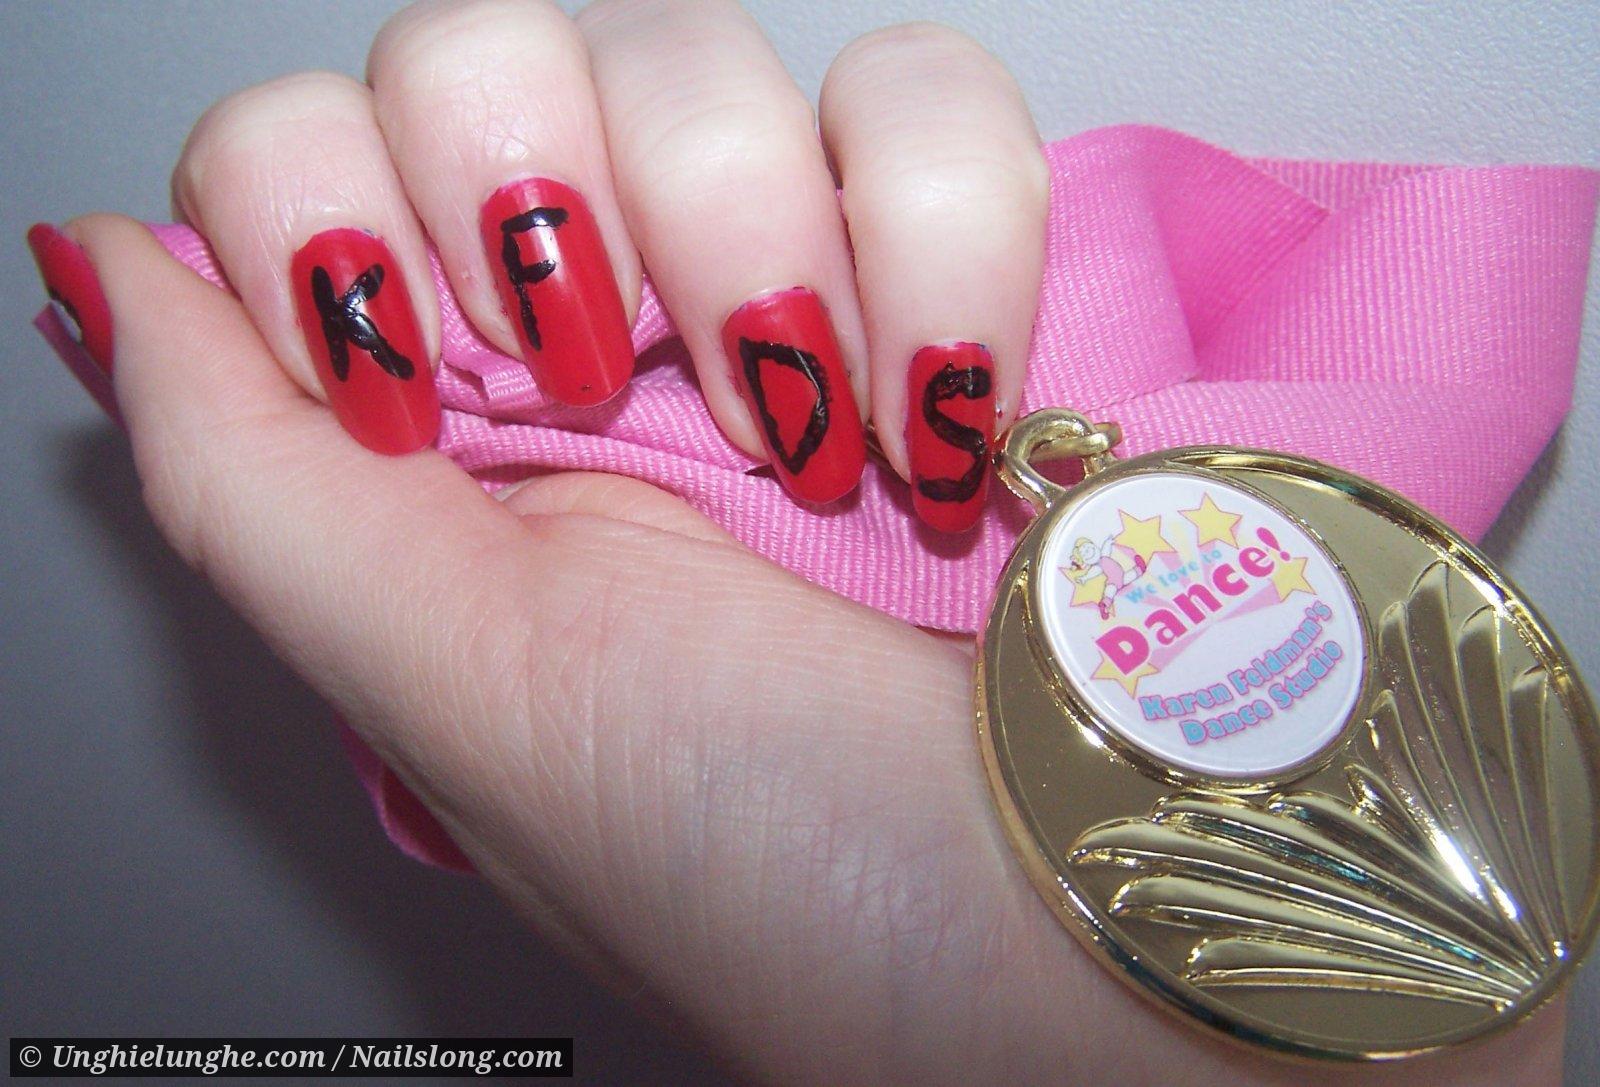 K F D S
We love to
Dance!
Karen Feldman's
Dance Studio
© Unghielunghe.com / Nailslong.com